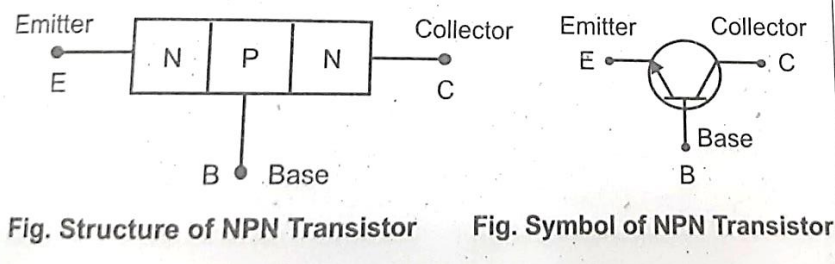 Emitter
Collector
E
N
P
N
C
B
Base
Fig. Structure of NPN Transistor
Emitter
Collector
E
C
Base
B
Fig. Symbol of NPN Transistor